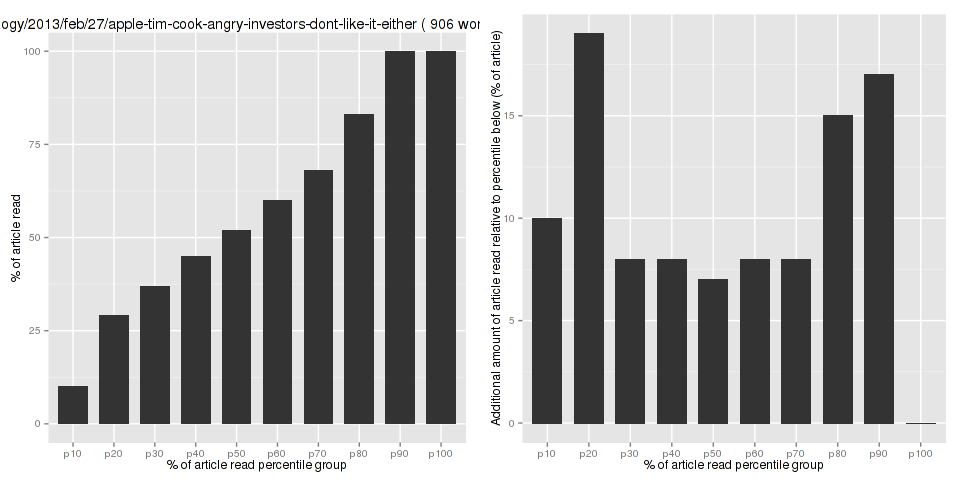 ogy/2013/feb/27/apple-tim-cook-angry-investors-dont-like-it-either ( 906 wor
% of article read
100
75
50
25
0
p10 p20 p30 p40 p50 p60 p70 p80 p90 p100
% of article read percentile group
Additional amount of article read relative to percentile below (% of article)
15
10
5
0
p10 p20 p30 p40 p50 p60 p70 p80 p90 p100
% of article read percentile group